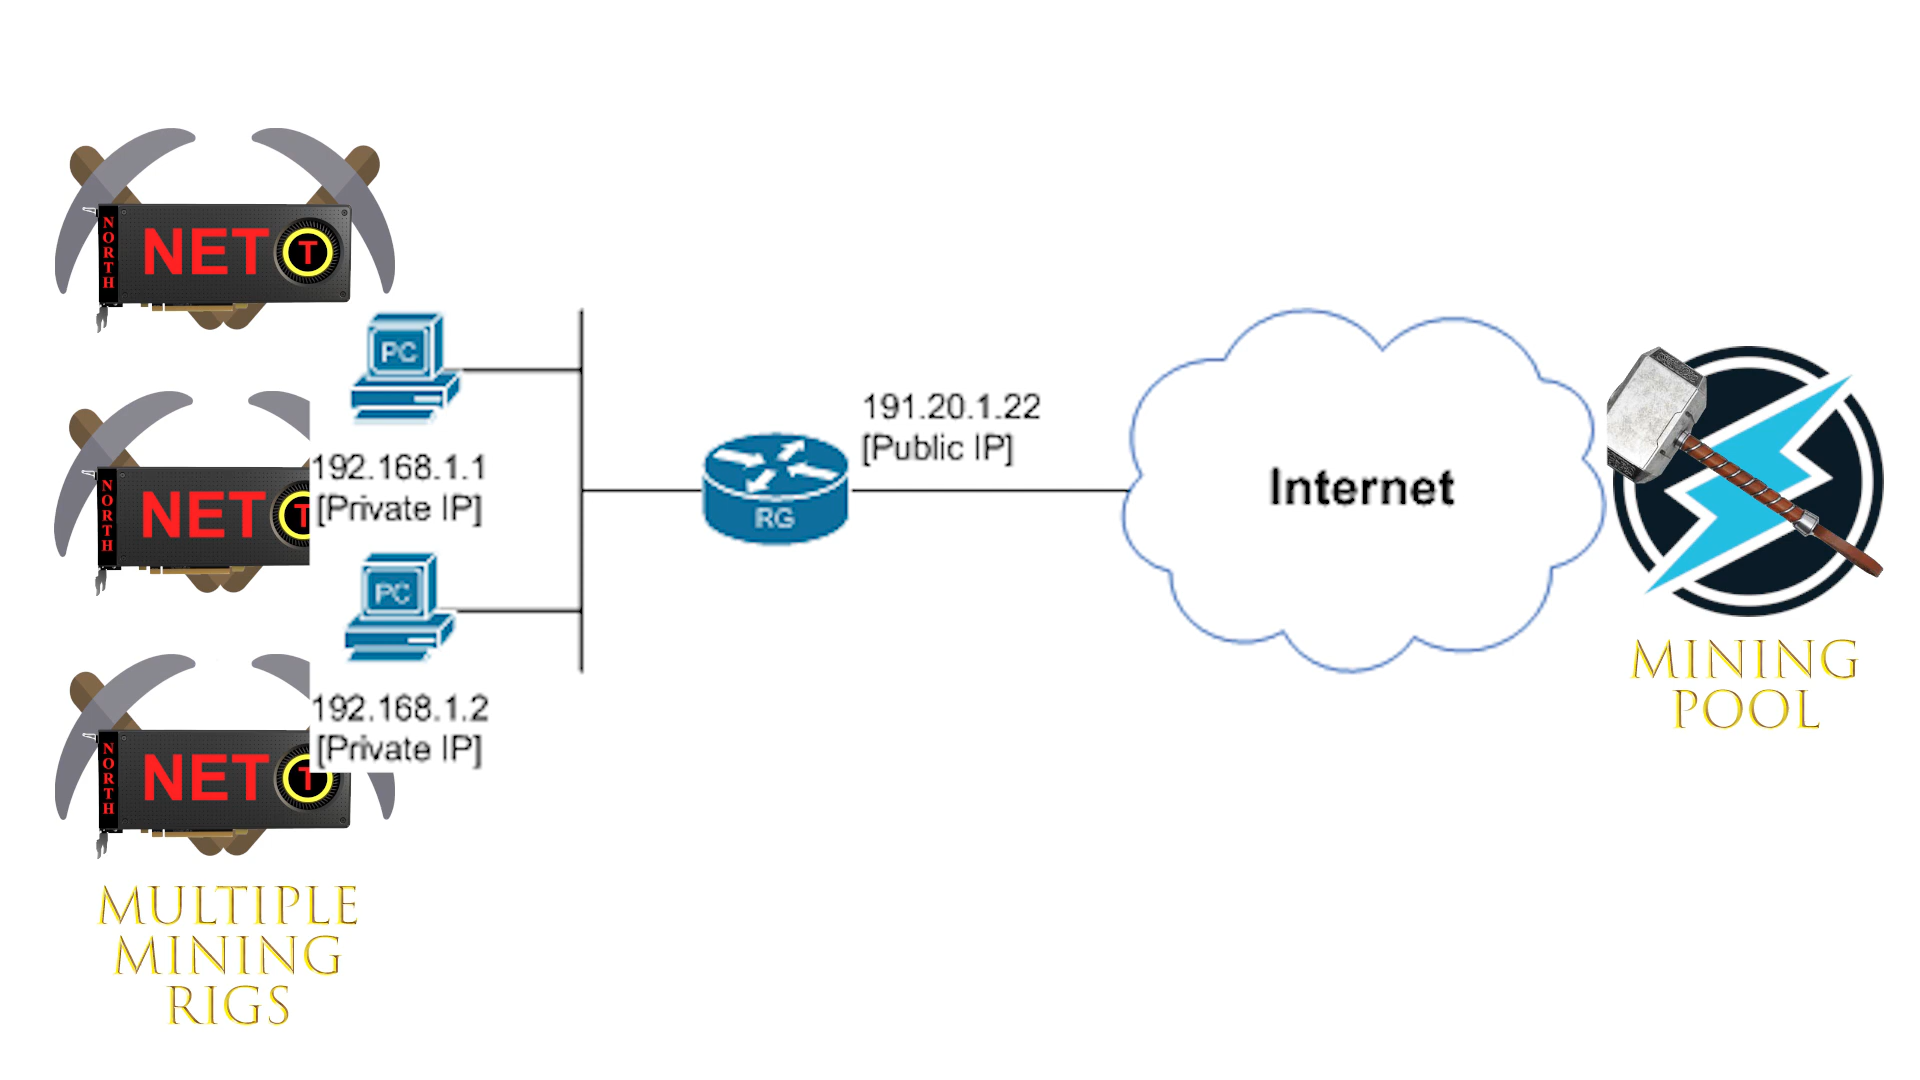 NORTH
NET T
PC
192.168.1.1
[Private IP]
NORTH
NET T
PC
192.168.1.2
[Private IP]
NORTH
NET T
MULTIPLE
MINING
RIGS
RG
191.20.1.22
[Public IP]
Internet
MINING
POOL